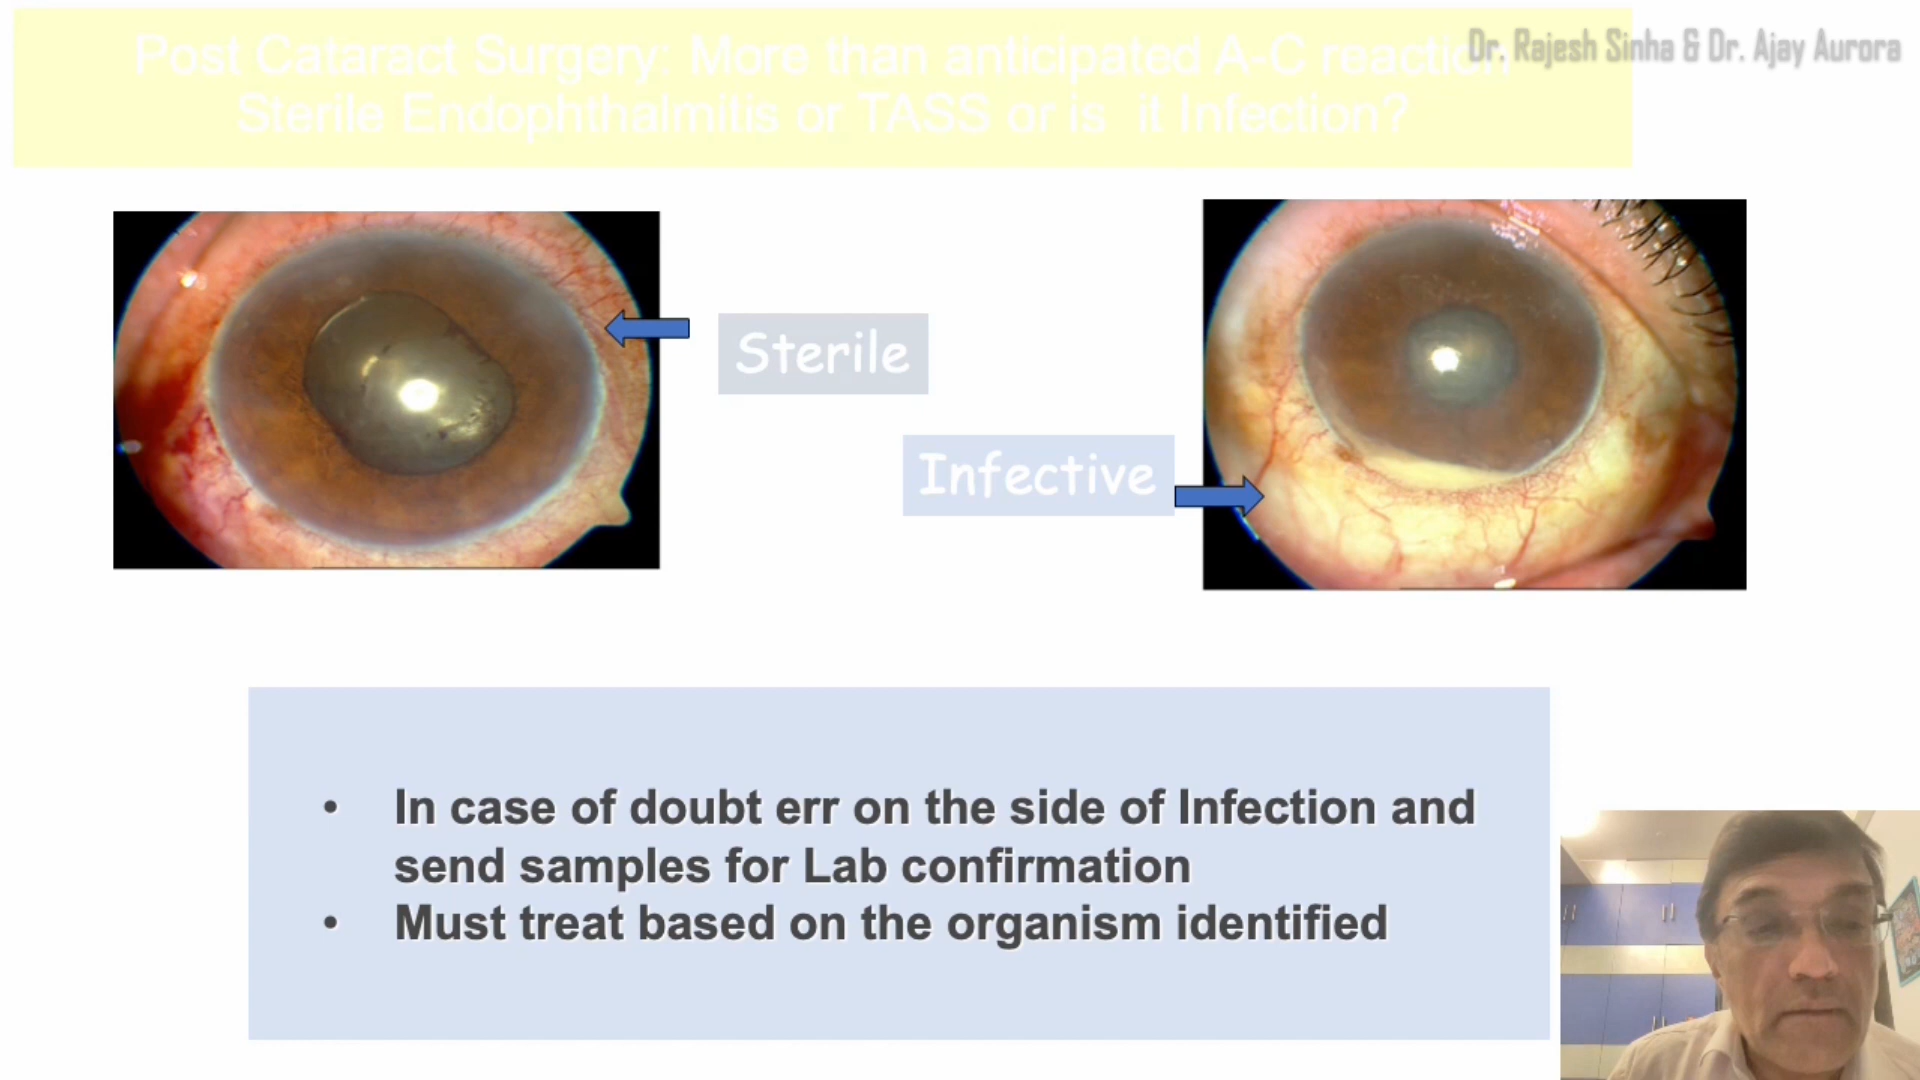 Post Cataract Surgery: More than anticipated A-C reaction
Dr. Rajesh Sinha & Dr. Ajay Aurora
Sterile Endophthalmitis or TASS or is it Infection?
Sterile
Infective
• In case of doubt err on the side of Infection and
send samples for Lab confirmation
• Must treat based on the organism identified